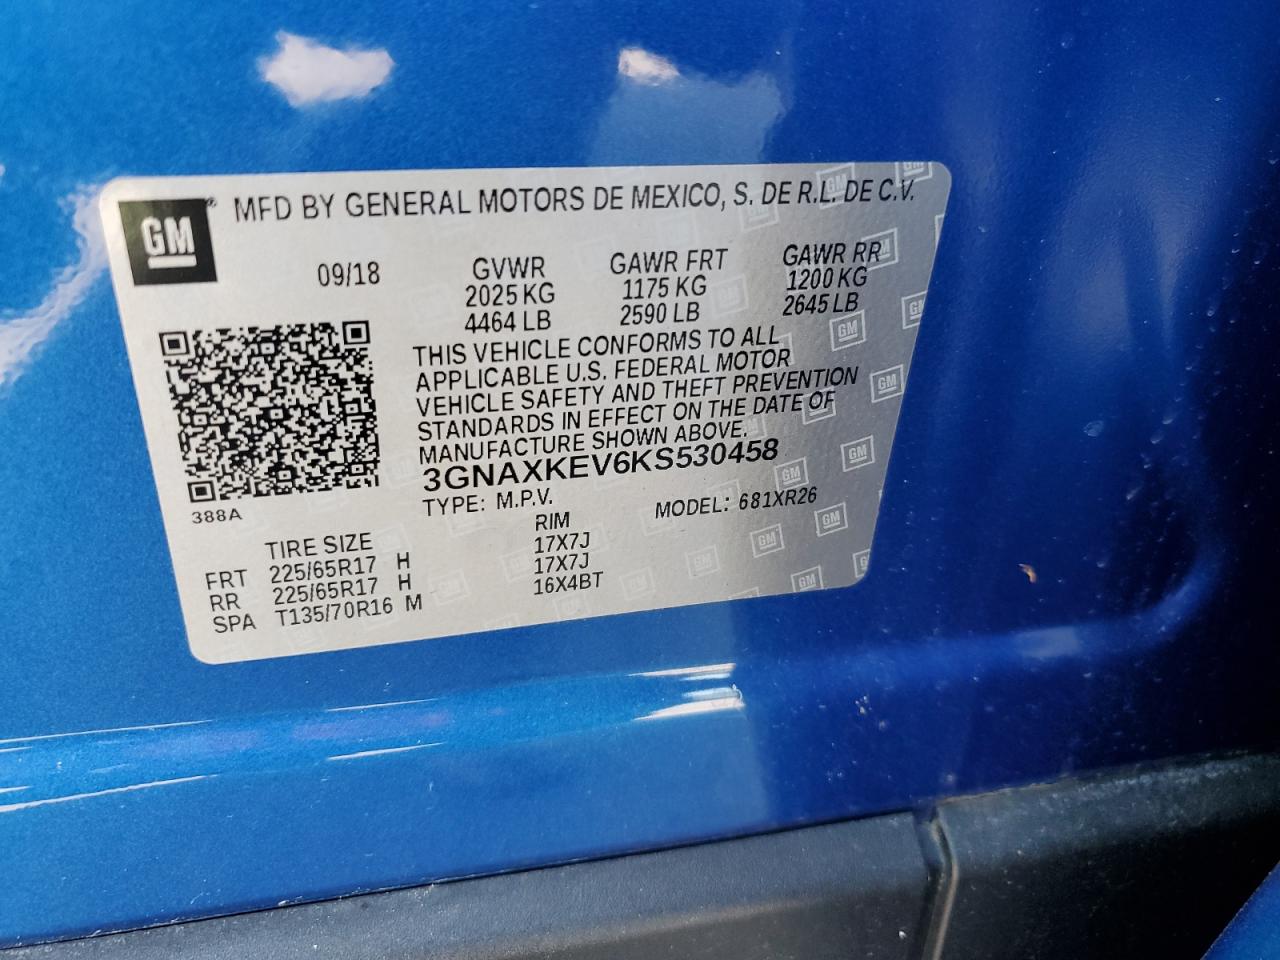 GM
MFD BY GENERAL MOTORS DE MEXICO, S. DE R.L. DE C.V.
09/18
GVWR
2025 KG
4464 LB
GAWR FRT
1175 KG
2590 LB
GAWR RR
1200 KG
2645 LB
THIS VEHICLE CONFORMS TO ALL
APPLICABLE U.S. FEDERAL MOTOR
VEHICLE SAFETY AND THEFT PREVENTION
STANDARDS IN EFFECT ON THE DATE OF
MANUFACTURE SHOWN ABOVE.
3GNAXKEV6KS530458
TYPE: M.P.V. MODEL: 681XR26
388A
TIRE SIZE RIM
FRT 225/65R17 H 17X7J
RR 225/65R17 H 17X7J
SPA T135/70R16 M 16X4BT